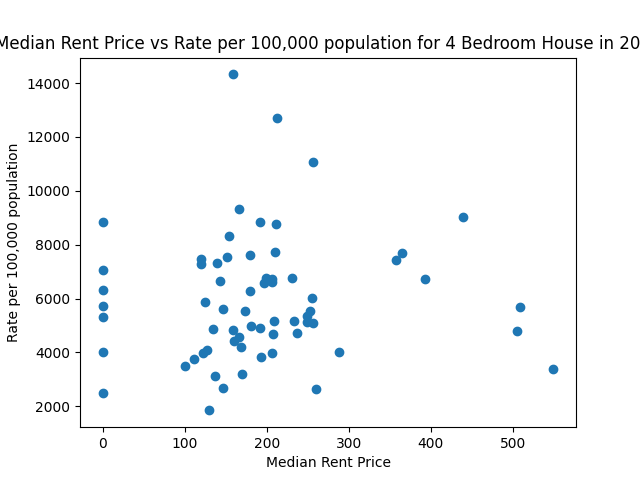 Median Rent Price vs Rate per 100,000 population for 4 Bedroom House in 20
14000
12000
10000
8000
6000
4000
2000
Rate per 100,000 population
0 100 200 300 400 500
Median Rent Price